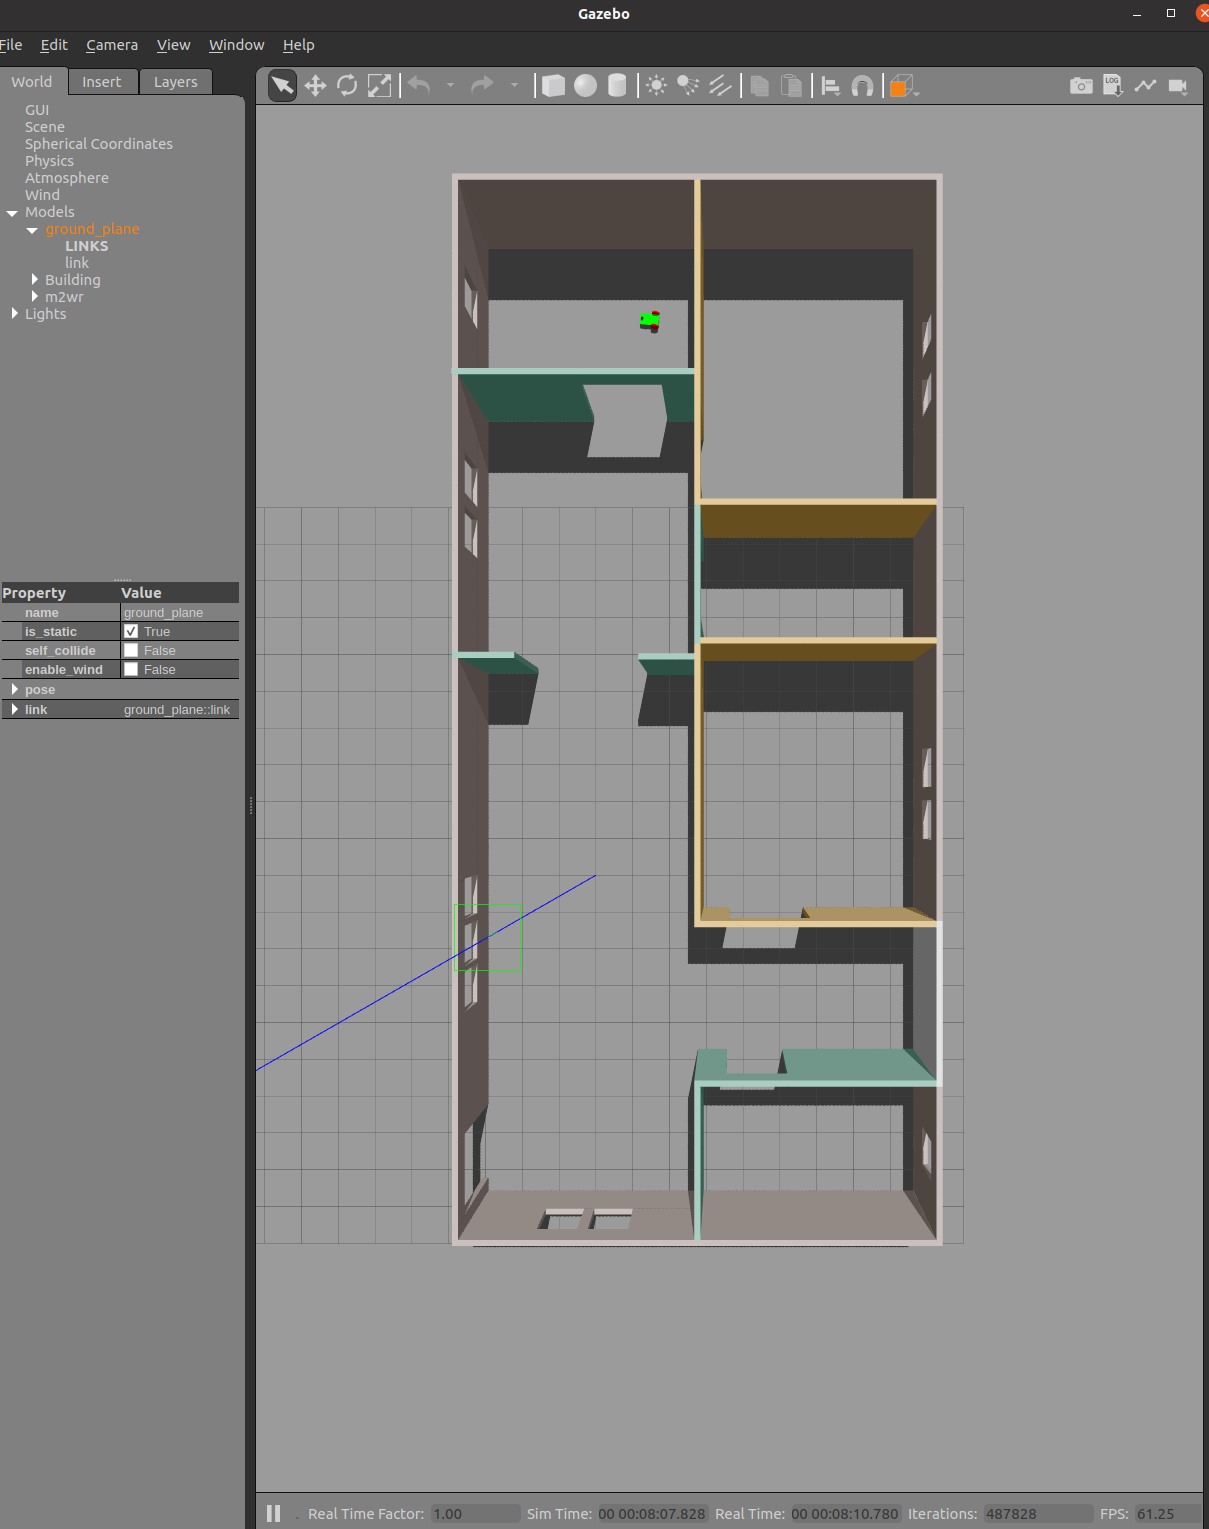 Gazebo
File Edit Camera View Window Help
World Insert Layers
LOG
GUI
Scene
Spherical Coordinates
Physics
Atmosphere
Wind
Models
ground_plane
LINKS
link
Building
m2wr
Lights
Property Value
name ground_plane
is_static True
self_collide False
enable_wind False
pose
link ground_plane::link
Real Time Factor: 1.00 Sim Time: 00 00:08:07.828 Real Time: 00 00:08:10.780 Iterations: 487828 FPS: 61.25